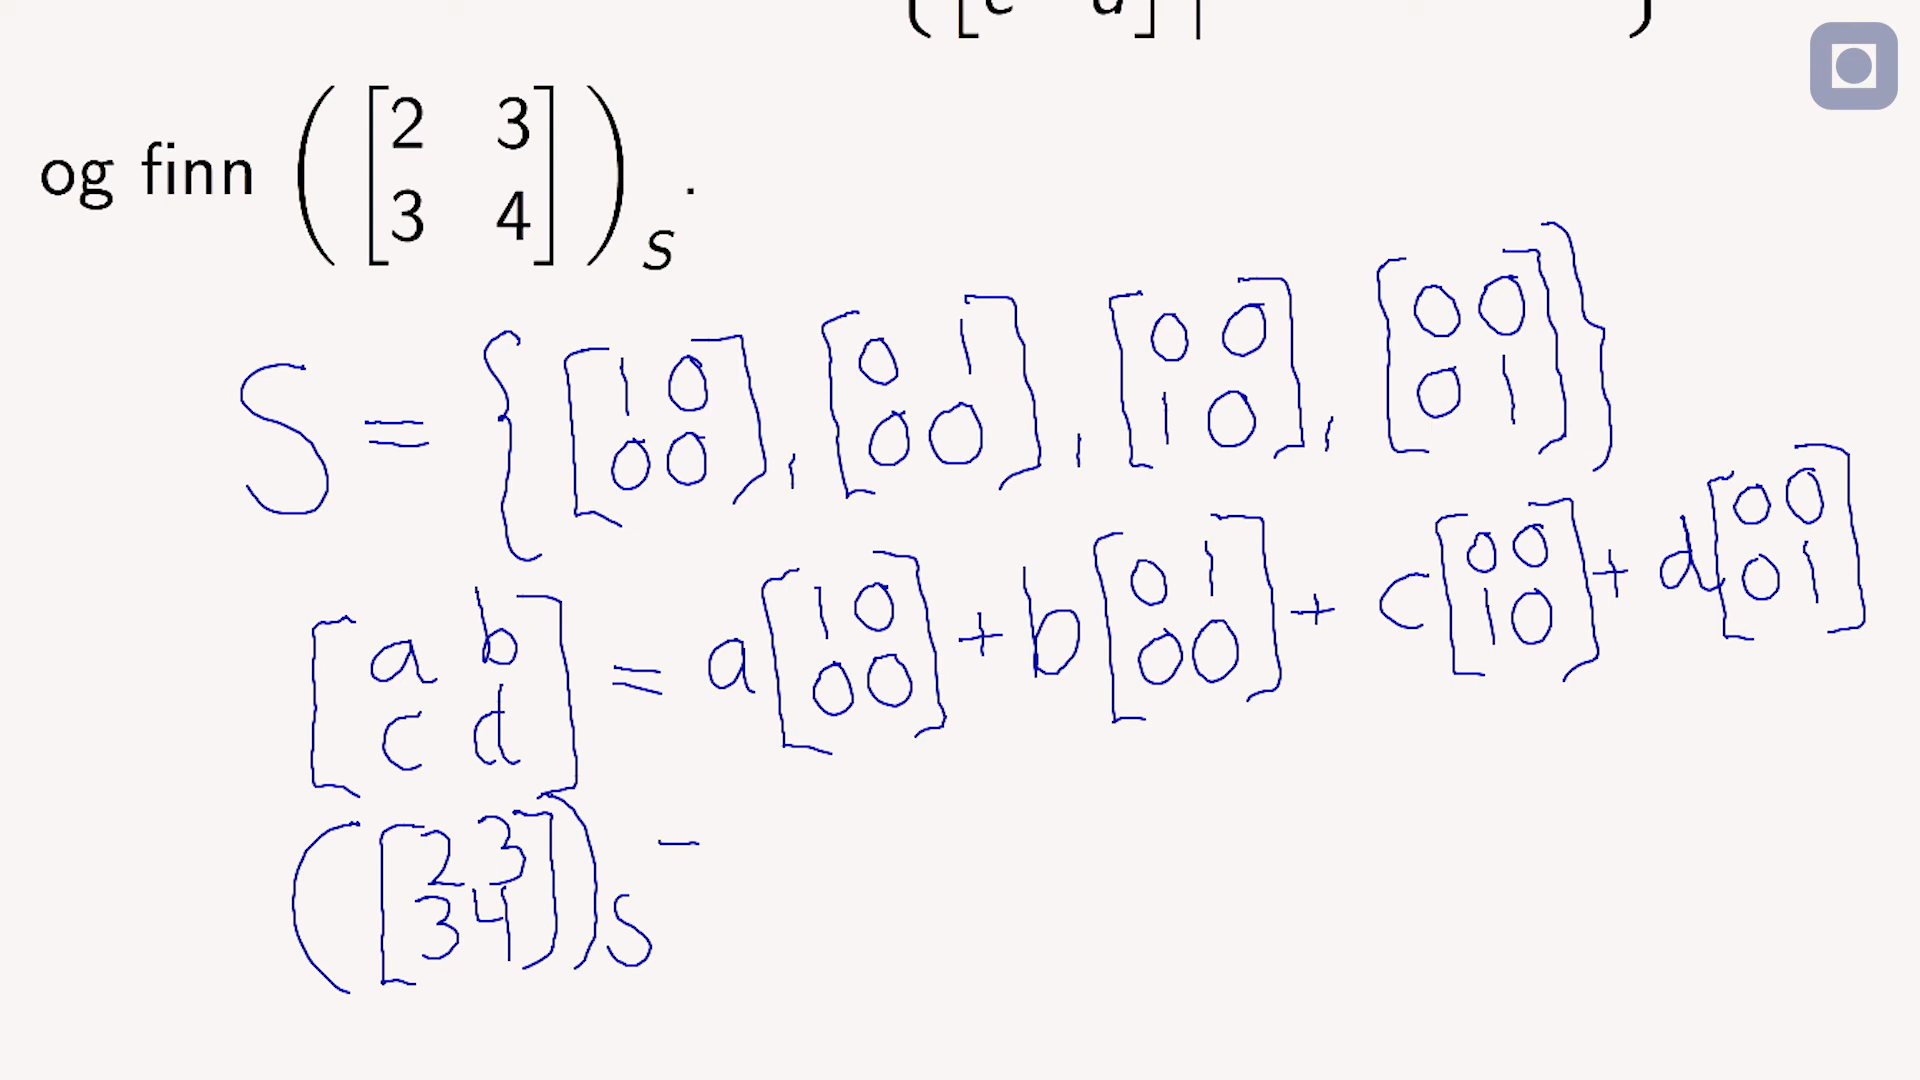 ([c d]| )
og finn ([2 3
3 4])_S.
S = {[1 0
0 0], [0 1
0 0], [0 0
1 0], [0 0
0 1]}
[a b
c d] = a[1 0
0 0] + b[0 1
0 0] + c[0 0
1 0] + d[0 0
0 1]
([2 3
3 4])_S −